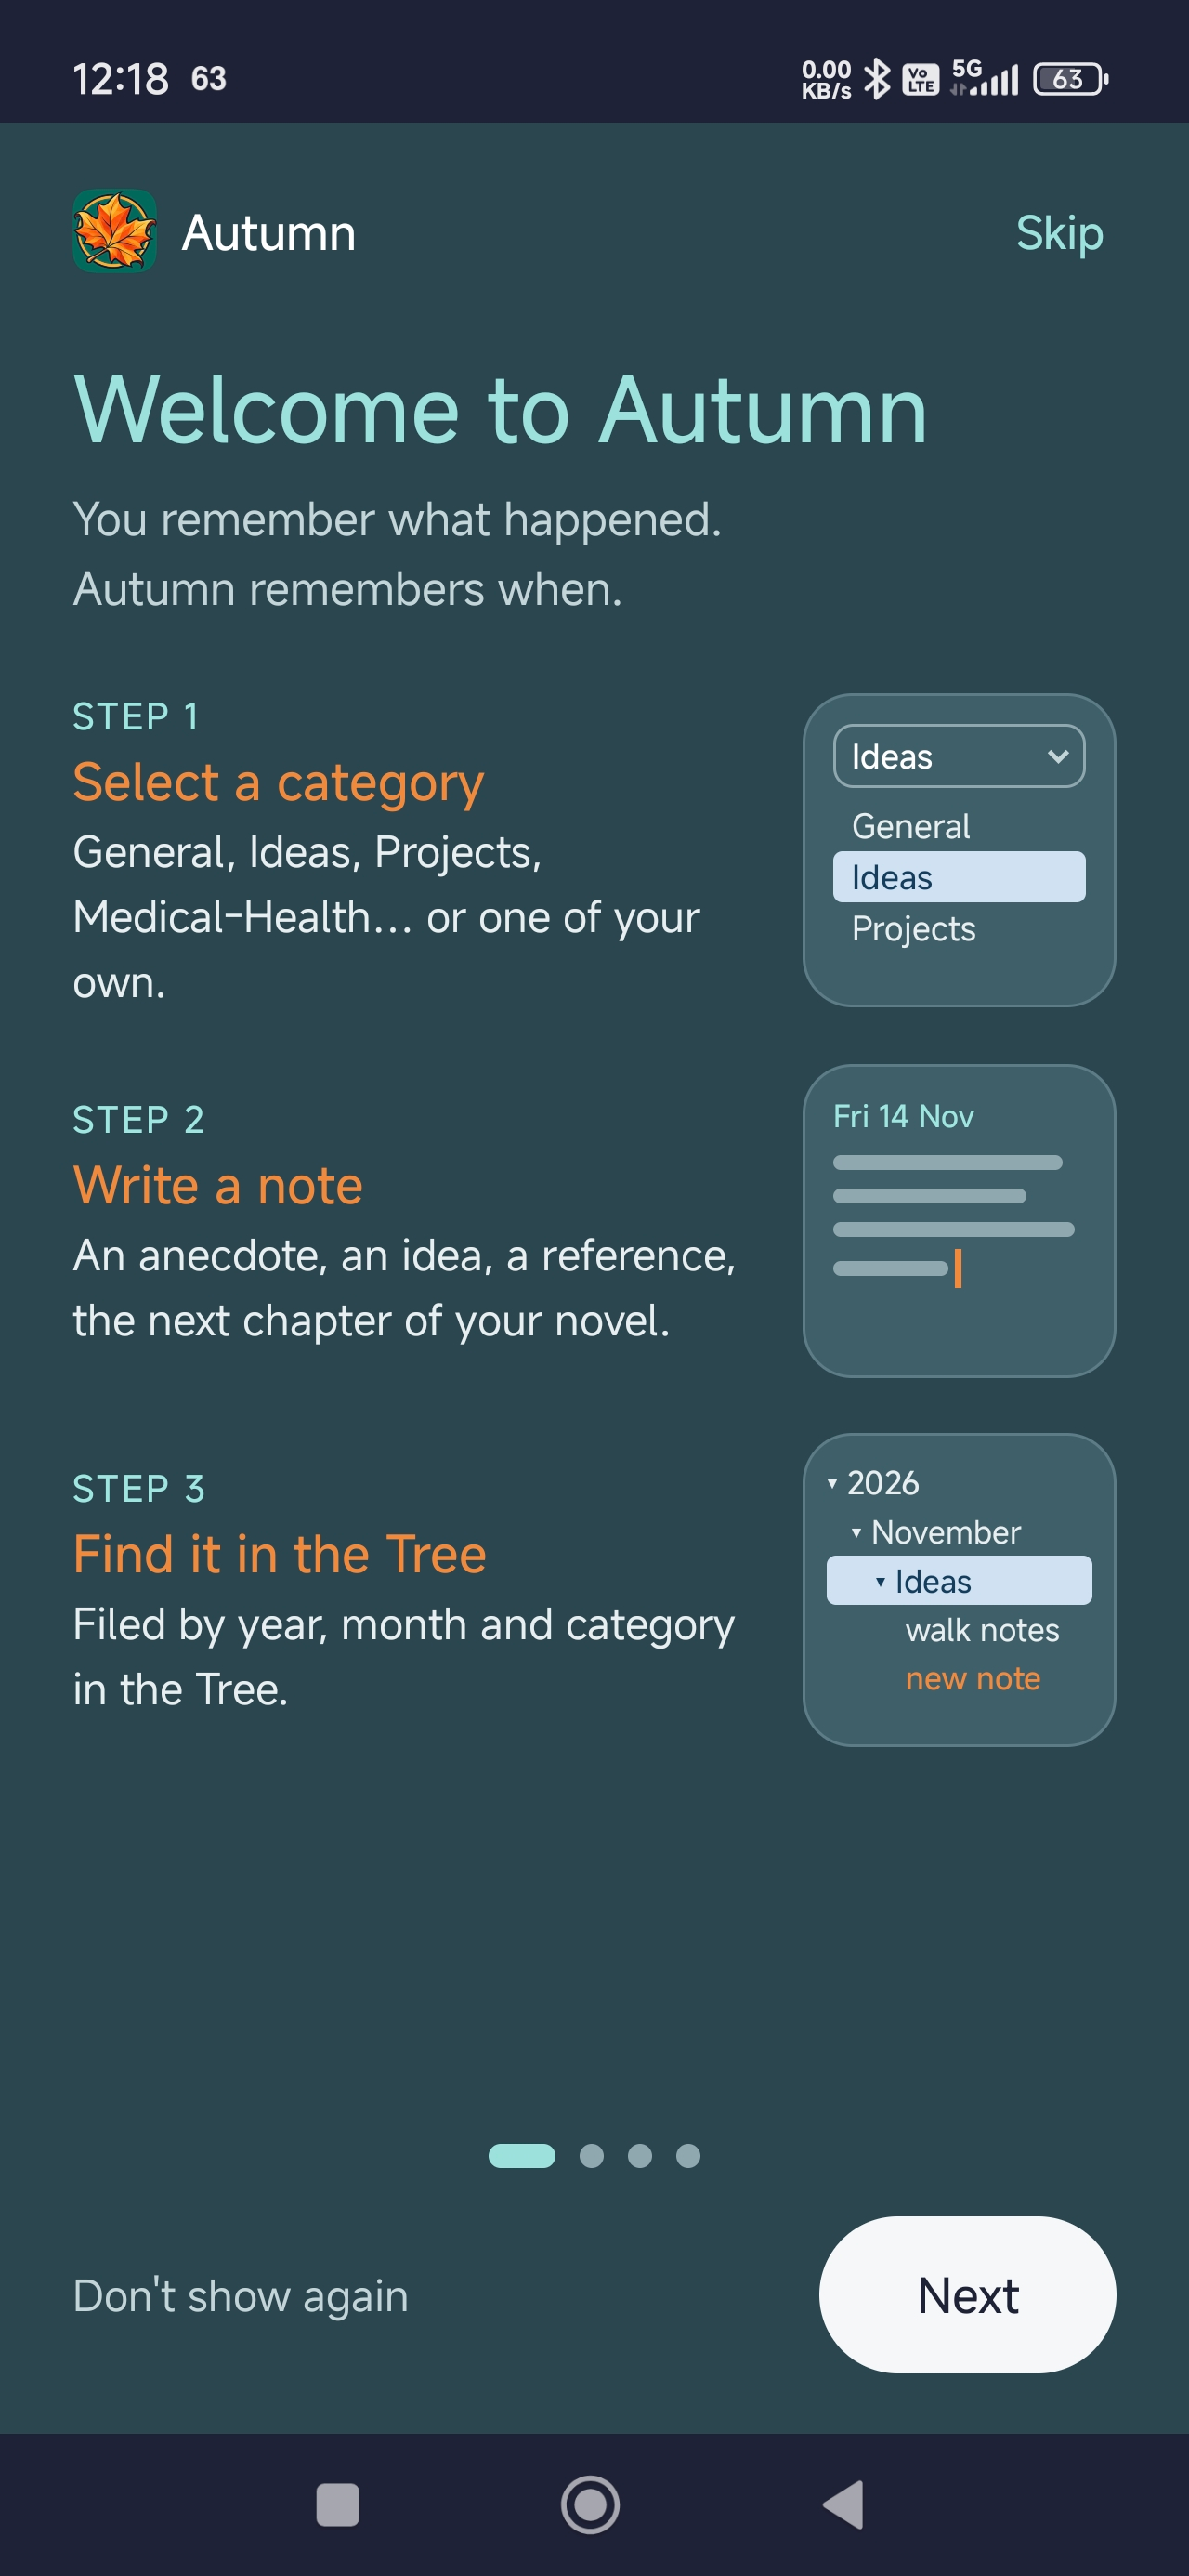 12:18 63
0.00 KB/s Vo LTE 5G 63
Autumn
Skip
Welcome to Autumn
You remember what happened.
Autumn remembers when.
STEP 1
Select a category
General, Ideas, Projects,
Medical-Health... or one of your
own.
Ideas
General
Ideas
Projects
STEP 2
Write a note
An anecdote, an idea, a reference,
the next chapter of your novel.
Fri 14 Nov
STEP 3
Find it in the Tree
Filed by year, month and category
in the Tree.
2026
November
Ideas
walk notes
new note
Don't show again
Next